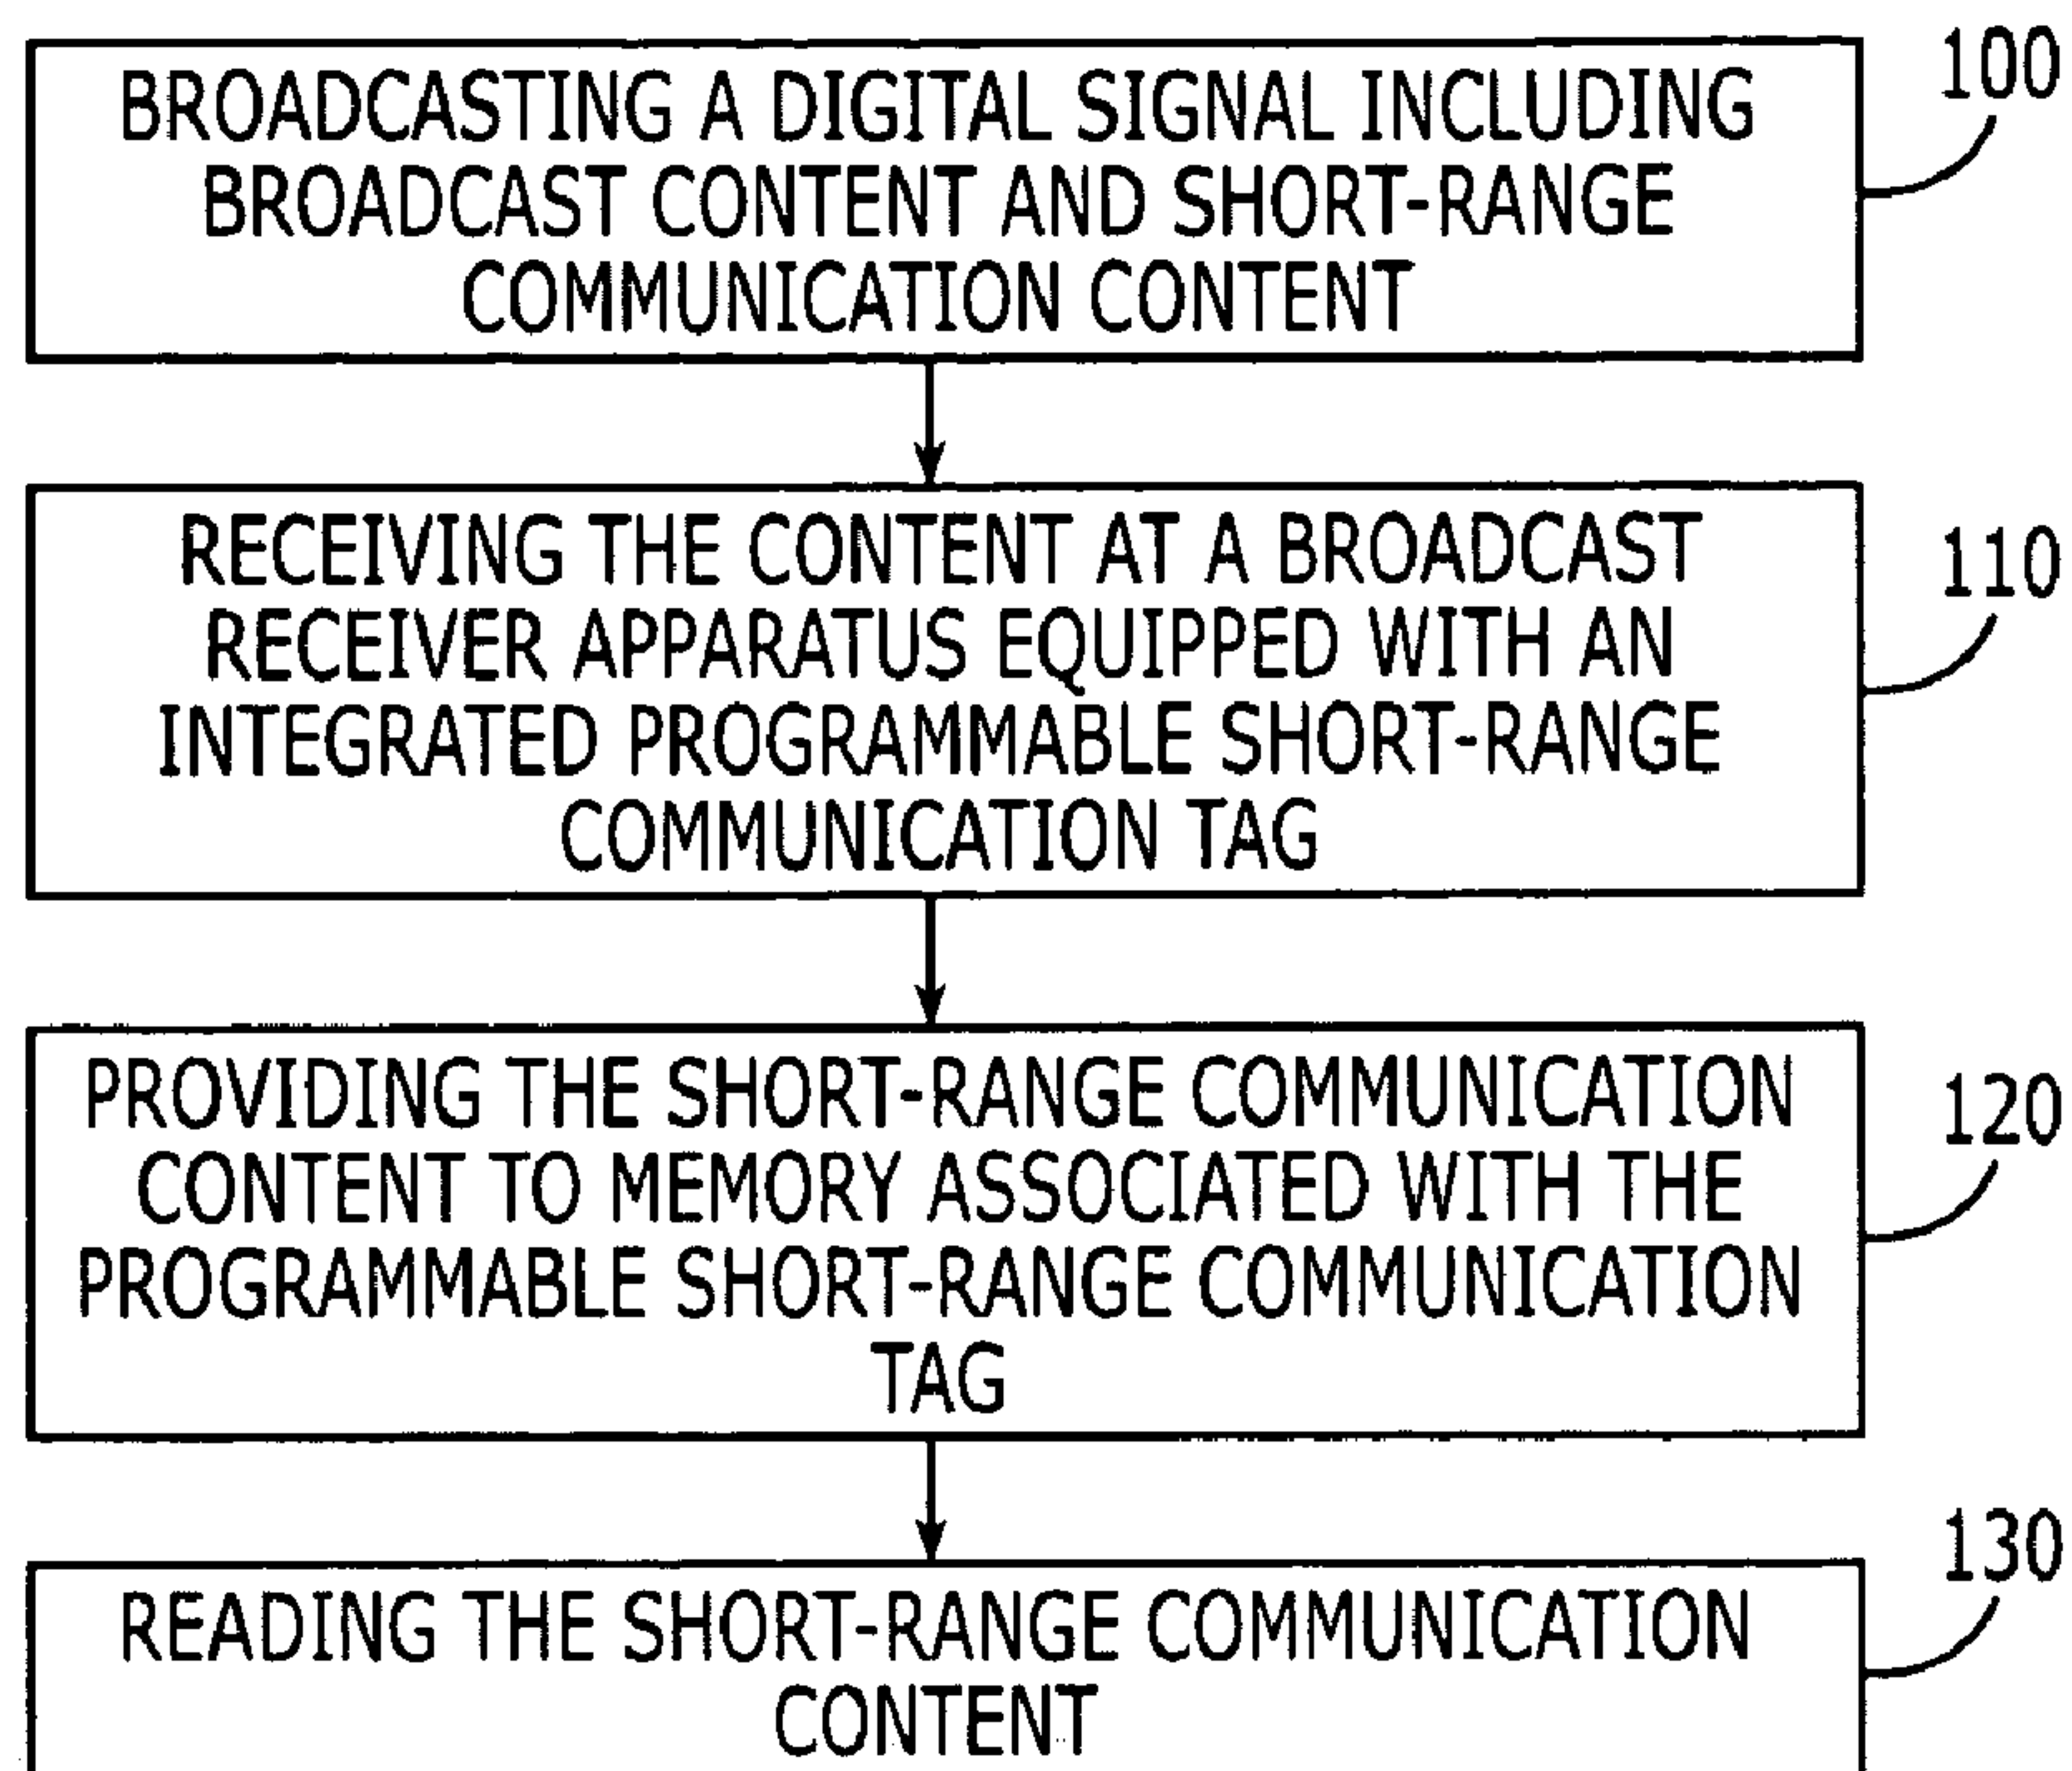 100
BROADCASTING A DIGITAL SIGNAL INCLUDING
BROADCAST CONTENT AND SHORT-RANGE
COMMUNICATION CONTENT
110
RECEIVING THE CONTENT AT A BROADCAST
RECEIVER APPARATUS EQUIPPED WITH AN
INTEGRATED PROGRAMMABLE SHORT-RANGE
COMMUNICATION TAG
120
PROVIDING THE SHORT-RANGE COMMUNICATION
CONTENT TO MEMORY ASSOCIATED WITH THE
PROGRAMMABLE SHORT-RANGE COMMUNICATION
TAG
130
READING THE SHORT-RANGE COMMUNICATION
CONTENT